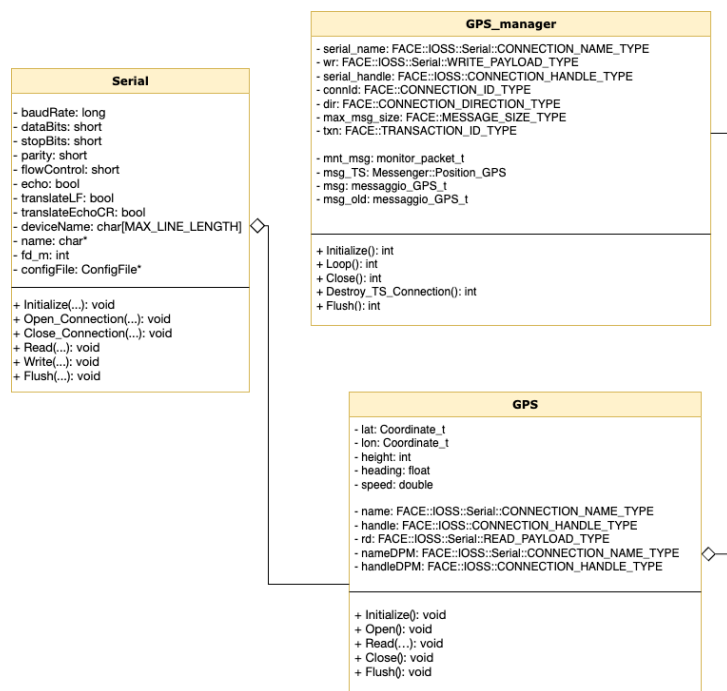 GPS_manager
- serial_name: FACE::IOSS::Serial::CONNECTION_NAME_TYPE
- wr: FACE::IOSS::Serial::WRITE_PAYLOAD_TYPE
- serial_handle: FACE::IOSS::CONNECTION_HANDLE_TYPE
- connId: FACE::CONNECTION_ID_TYPE
- dir: FACE::CONNECTION_DIRECTION_TYPE
- max_msg_size: FACE::MESSAGE_SIZE_TYPE
- txn: FACE::TRANSACTION_ID_TYPE
- mnt_msg: monitor_packet_t
- msg_TS: Messenger::Position_GPS
- msg: messaggio_GPS_t
- msg_old: messaggio_GPS_t
+ Initialize(): int
+ Loop(): int
+ Close(): int
+ Destroy_TS_Connection(): int
+ Flush(): int
Serial
- baudRate: long
- dataBits: short
- stopBits: short
- parity: short
- flowControl: short
- echo: bool
- translateLF: bool
- translateEchoCR: bool
- deviceName: char[MAX_LINE_LENGTH]
- name: char*
- fd_m: int
- configFile: ConfigFile*
+ Initialize(...): void
+ Open_Connection(...): void
+ Close_Connection(...): void
+ Read(...): void
+ Write(...): void
+ Flush(...): void
GPS
- lat: Coordinate_t
- lon: Coordinate_t
- height: int
- heading: float
- speed: double
- name: FACE::IOSS::Serial::CONNECTION_NAME_TYPE
- handle: FACE::IOSS::CONNECTION_HANDLE_TYPE
- rd: FACE::IOSS::Serial::READ_PAYLOAD_TYPE
- nameDPM: FACE::IOSS::Serial::CONNECTION_NAME_TYPE
- handleDPM: FACE::IOSS::CONNECTION_HANDLE_TYPE
+ Initialize(): void
+ Open(): void
+ Read(...): void
+ Close(): void
+ Flush(): void